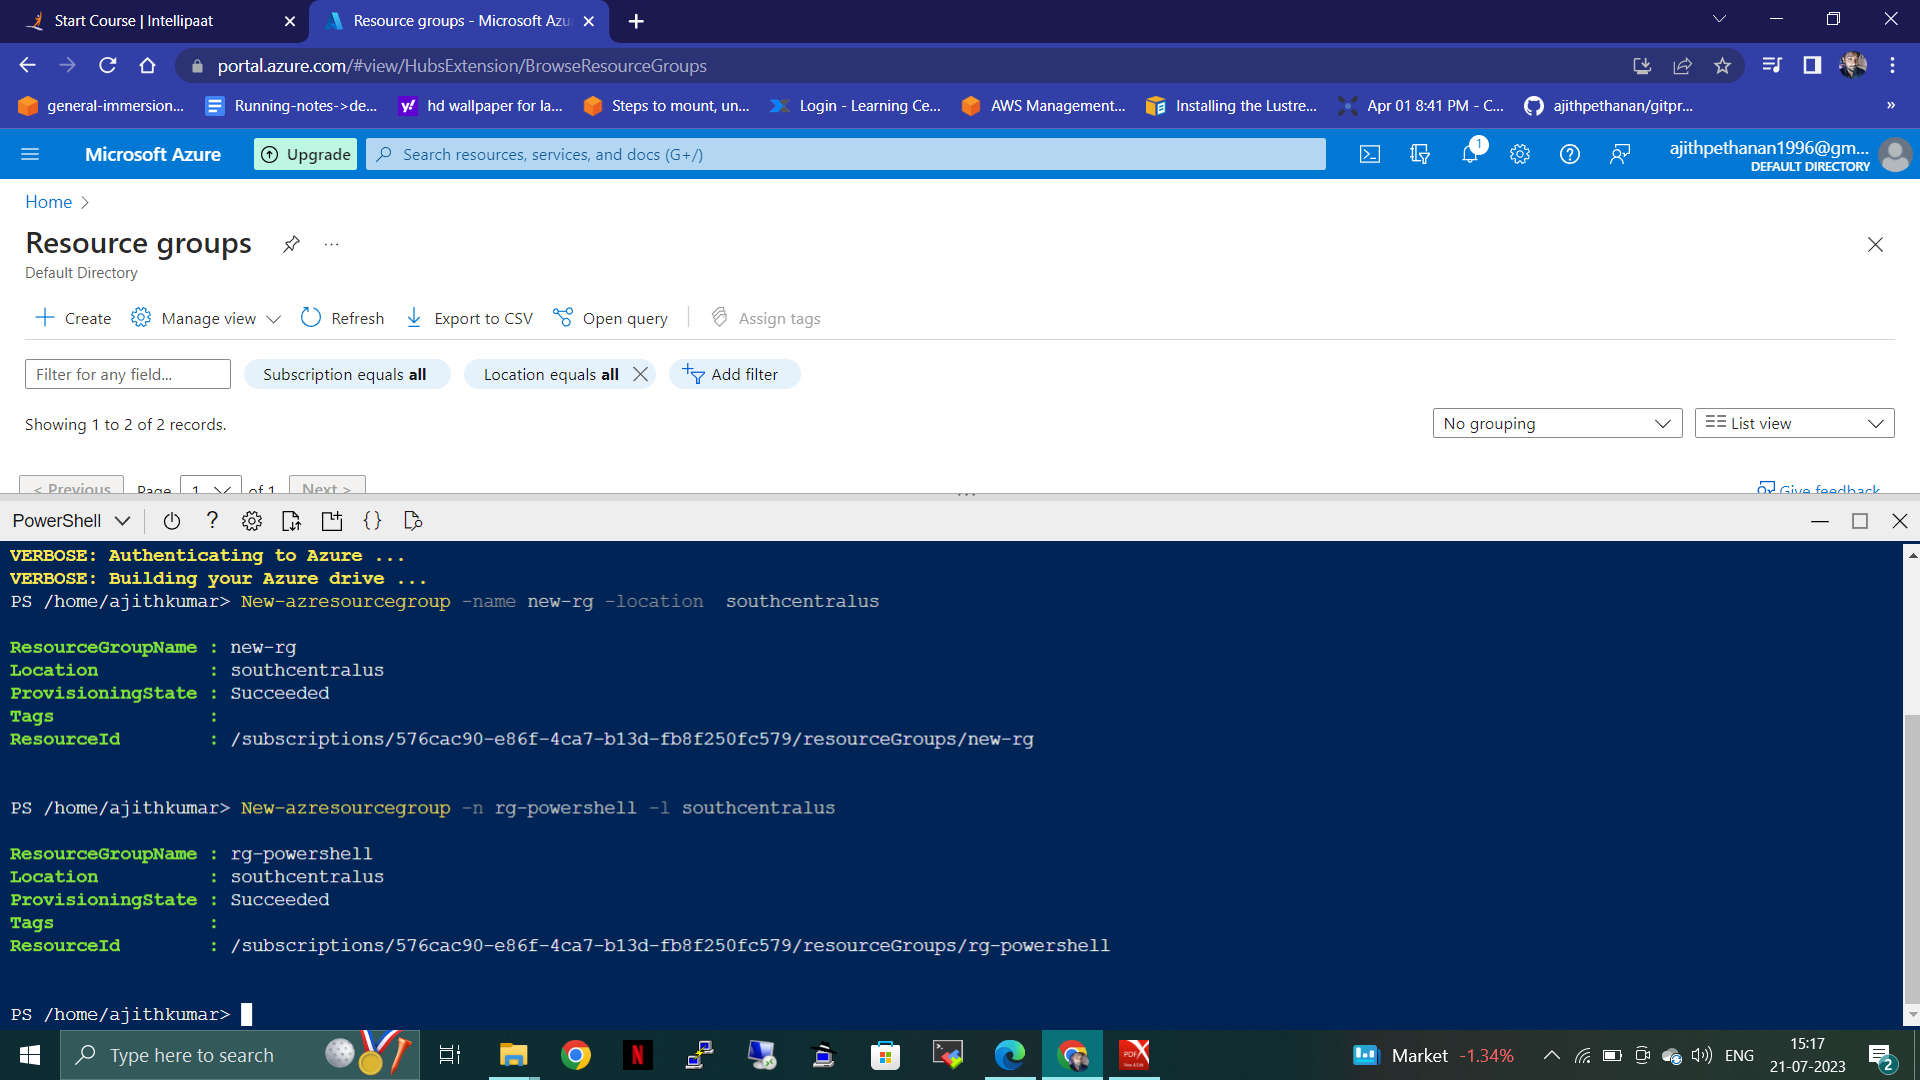 Start Course | Intellipaat
Resource groups - Microsoft Azu
portal.azure.com/#view/HubsExtension/BrowseResourceGroups
general-immersion...
Running-notes->de...
hd wallpaper for la...
Steps to mount, un...
Login - Learning Ce...
AWS Management...
Installing the Lustre...
Apr 01 8:41 PM - C...
ajithpethanan/gitpr...
»
Microsoft Azure
Upgrade
Search resources, services, and docs (G+/)
1
ajithpethanan1996@gm...
DEFAULT DIRECTORY
Home >
Resource groups
...
Default Directory
Create
Manage view
Refresh
Export to CSV
Open query
Assign tags
Filter for any field...
Subscription equals all
Location equals all
Add filter
Showing 1 to 2 of 2 records.
No grouping
List view
< Previous
Page
1
of 1
Next >
Give feedback
PowerShell
?
{ }
VERBOSE: Authenticating to Azure ...
VERBOSE: Building your Azure drive ...
PS /home/ajithkumar> New-azresourcegroup -name new-rg -location  southcentralus
ResourceGroupName : new-rg
Location          : southcentralus
ProvisioningState : Succeeded
Tags              :
ResourceId        : /subscriptions/576cac90-e86f-4ca7-b13d-fb8f250fc579/resourceGroups/new-rg
PS /home/ajithkumar> New-azresourcegroup -n rg-powershell -l southcentralus
ResourceGroupName : rg-powershell
Location          : southcentralus
ProvisioningState : Succeeded
Tags              :
ResourceId        : /subscriptions/576cac90-e86f-4ca7-b13d-fb8f250fc579/resourceGroups/rg-powershell
PS /home/ajithkumar>
Type here to search
N
PDF
Market -1.34%
ENG
15:17
21-07-2023
2